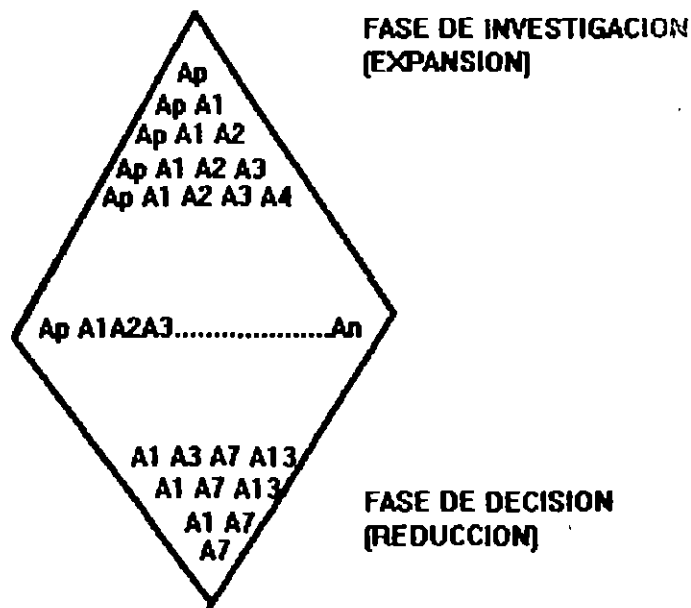 FASE DE INVESTIGACION
(EXPANSION)
Ap
Ap A1
Ap A1 A2
Ap A1 A2 A3
Ap A1 A2 A3 A4
Ap A1A2A3....................An
A1 A3 A7 A13
A1 A7 A13
A1 A7
A7
FASE DE DECISION
(REDUCCION)